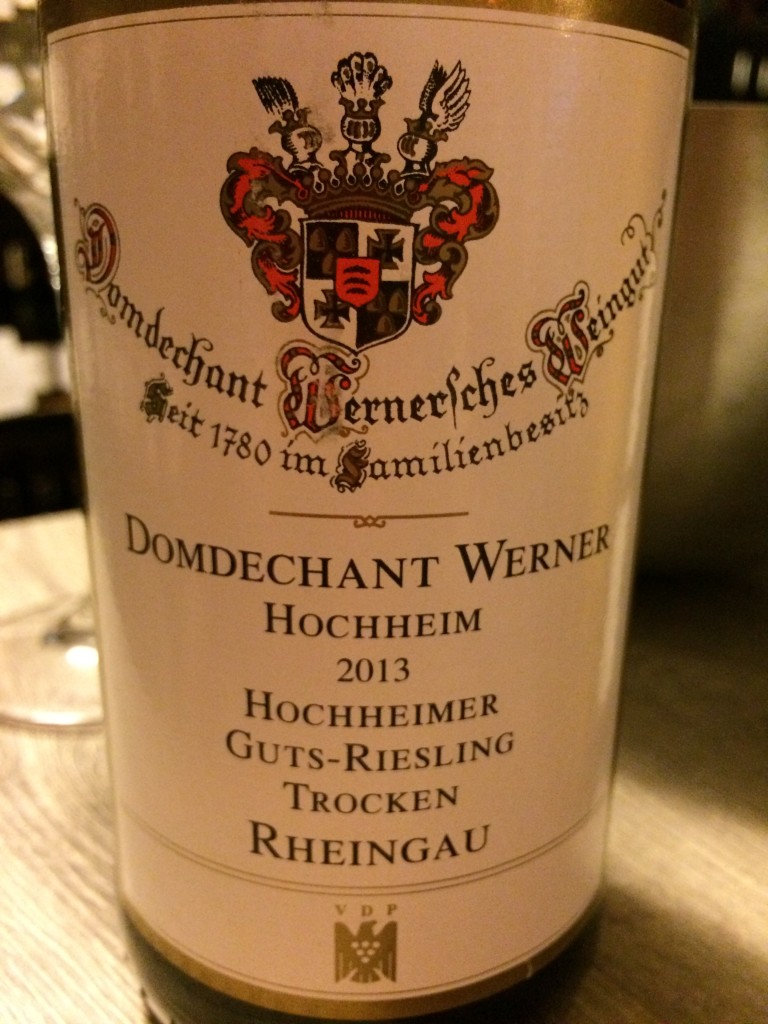 Domdechant Wernerſches Weingut
Seit 1780 im Familienbesitz
DOMDECHANT WERNER
HOCHHEIM
2013
HOCHHEIMER
GUTS-RIESLING
TROCKEN
RHEINGAU
VDP